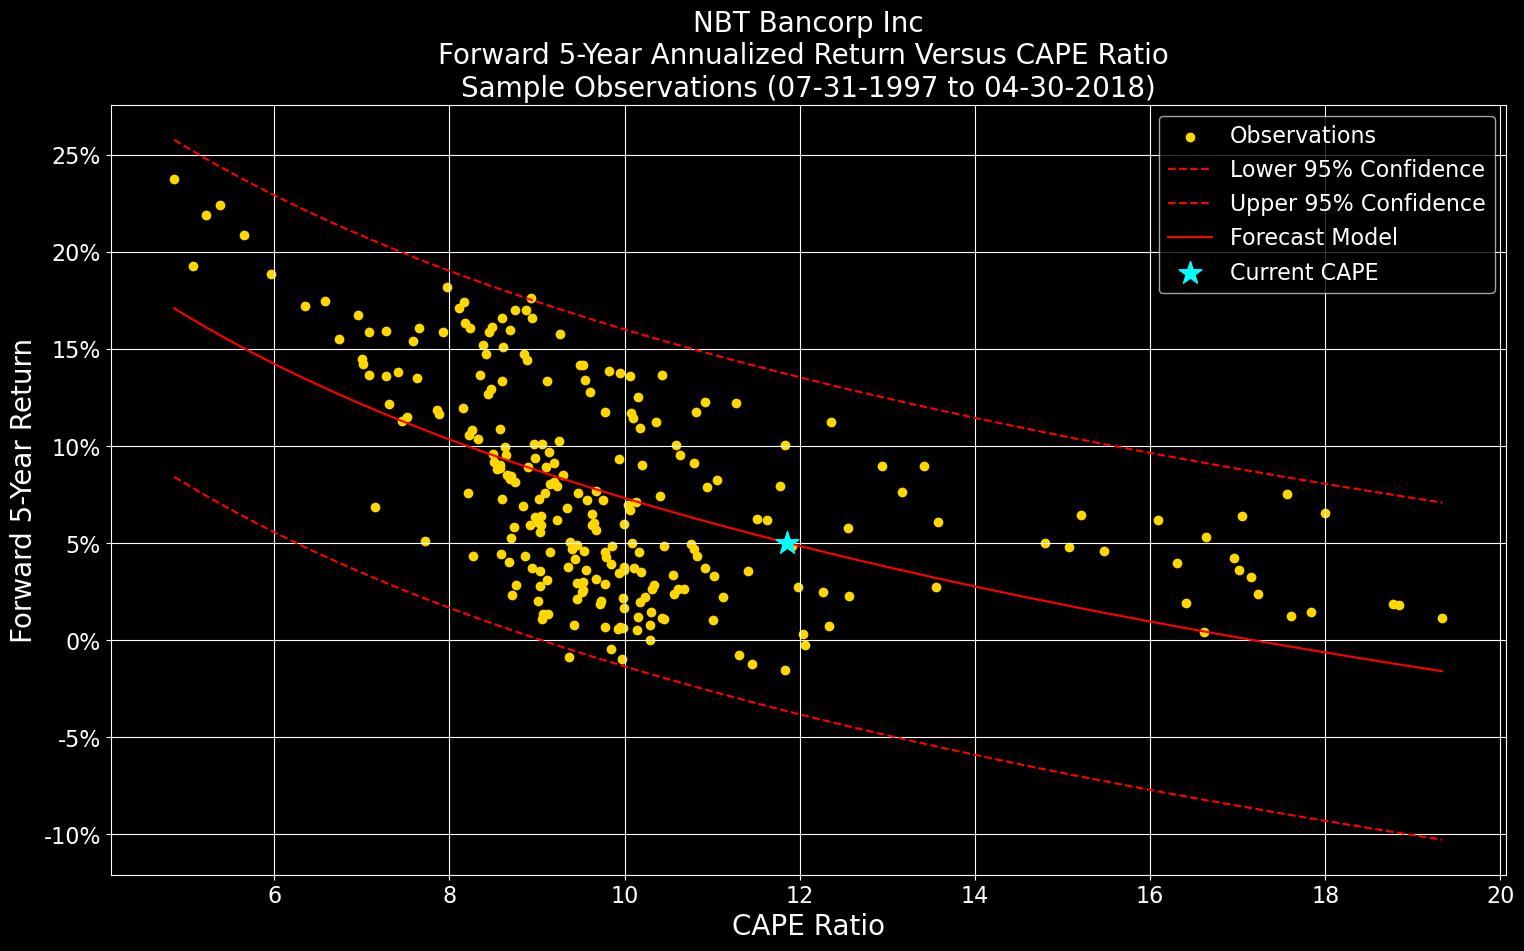 NBT Bancorp Inc
Forward 5-Year Annualized Return Versus CAPE Ratio
Sample Observations (07-31-1997 to 04-30-2018)
Observations
Lower 95% Confidence
Upper 95% Confidence
Forecast Model
Current CAPE
Forward 5-Year Return
25%
20%
15%
10%
5%
0%
-5%
-10%
6 8 10 12 14 16 18 20
CAPE Ratio